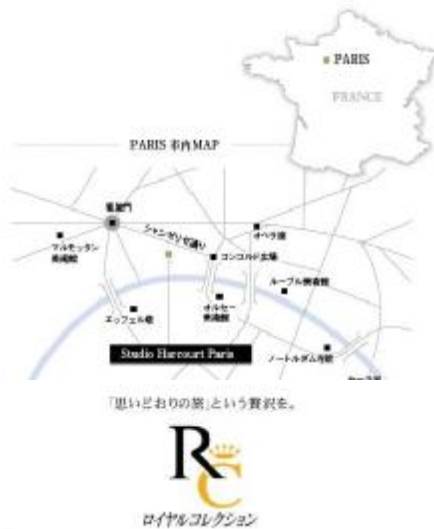 PARIS
FRANCE
PARIS 市内MAP
凱旋門
シャンゼリゼ通り
オペラ座
マルモッタン
美術館
コンコルド広場
ルーブル美術館
オルセー
美術館
エッフェル塔
Studio Harcourt Paris
ノートルダム寺院
「思いどおりの旅」という贅沢を。
RC
ロイヤルコレクション